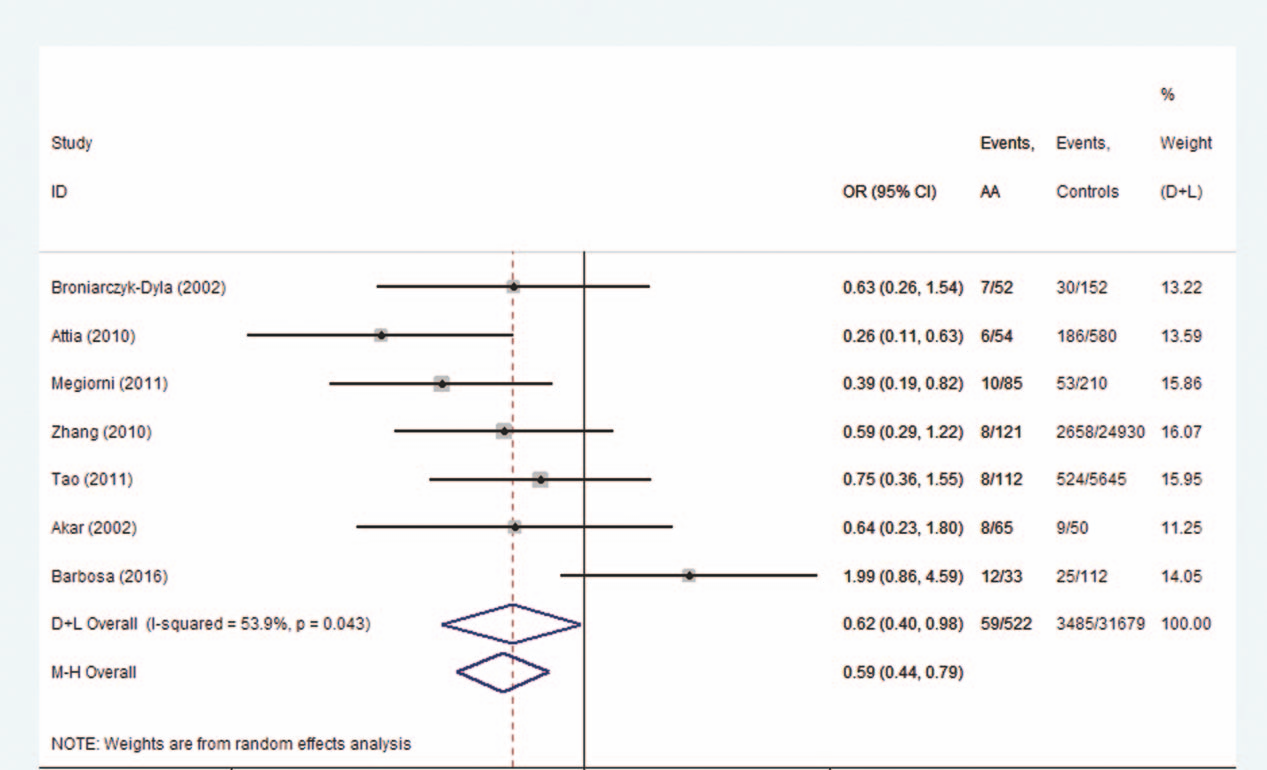 %
Study Events, Events, Weight
ID OR (95% CI) AA Controls (D+L)
Broniarczyk-Dyla (2002) 0.63 (0.26, 1.54) 7/52 30/152 13.22
Attia (2010) 0.26 (0.11, 0.63) 6/54 186/580 13.59
Megiorni (2011) 0.39 (0.19, 0.82) 10/85 53/210 15.86
Zhang (2010) 0.59 (0.29, 1.22) 8/121 2658/24930 16.07
Tao (2011) 0.75 (0.36, 1.55) 8/112 524/5645 15.95
Akar (2002) 0.64 (0.23, 1.80) 8/65 9/50 11.25
Barbosa (2016) 1.99 (0.86, 4.59) 12/33 25/112 14.05
D+L Overall (I-squared = 53.9%, p = 0.043) 0.62 (0.40, 0.98) 59/522 3485/31679 100.00
M-H Overall 0.59 (0.44, 0.79)
NOTE: Weights are from random effects analysis